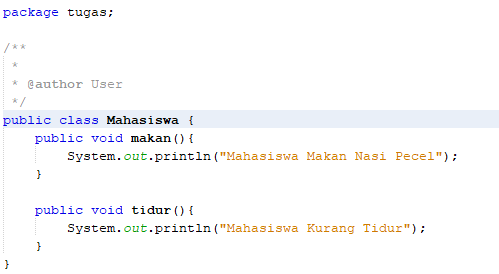 package tugas;
/**
 *
 * @author User
 */
public class Mahasiswa {
    public void makan(){
        System.out.println("Mahasiswa Makan Nasi Pecel");
    }
    public void tidur(){
        System.out.println("Mahasiswa Kurang Tidur");
    }
}